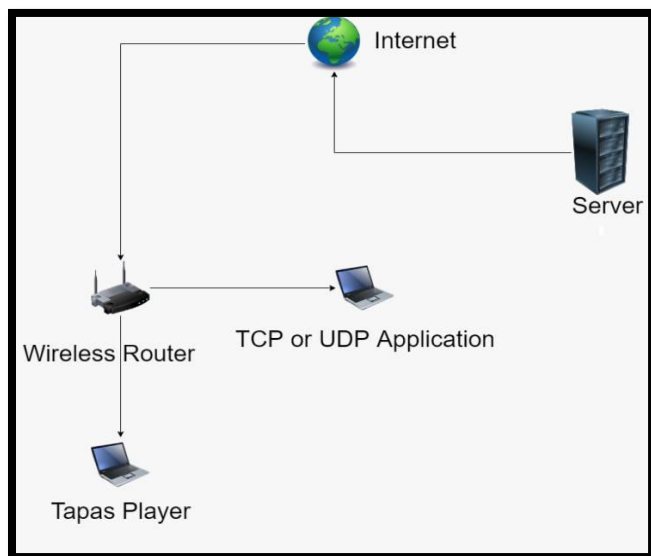 Internet
Server
TCP or UDP Application
Wireless Router
Tapas Player